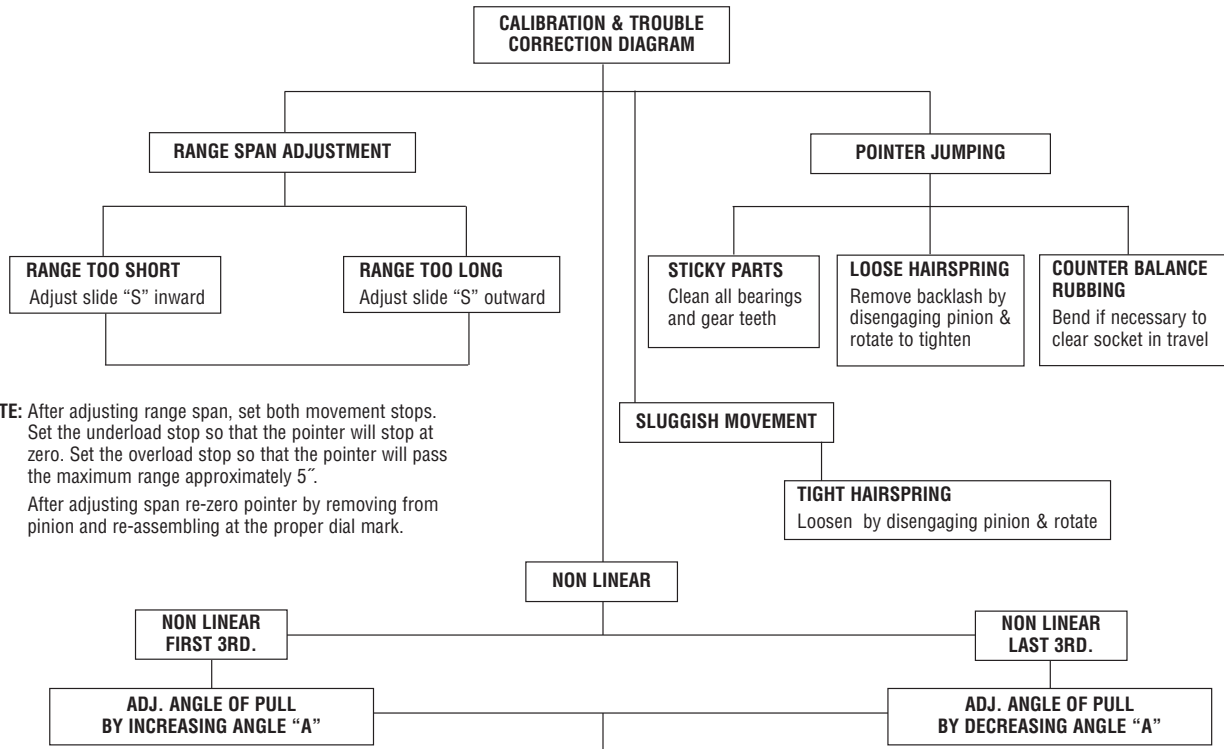 CALIBRATION & TROUBLE
CORRECTION DIAGRAM
RANGE SPAN ADJUSTMENT
POINTER JUMPING
RANGE TOO SHORT
Adjust slide “S” inward
RANGE TOO LONG
Adjust slide “S” outward
STICKY PARTS
Clean all bearings
and gear teeth
LOOSE HAIRSPRING
Remove backlash by
disengaging pinion &
rotate to tighten
COUNTER BALANCE
RUBBING
Bend if necessary to
clear socket in travel
TE: After adjusting range span, set both movement stops.
Set the underload stop so that the pointer will stop at
zero. Set the overload stop so that the pointer will pass
the maximum range approximately 5˝.
After adjusting span re-zero pointer by removing from
pinion and re-assembling at the proper dial mark.
SLUGGISH MOVEMENT
TIGHT HAIRSPRING
Loosen by disengaging pinion & rotate
NON LINEAR
NON LINEAR
FIRST 3RD.
NON LINEAR
LAST 3RD.
ADJ. ANGLE OF PULL
BY INCREASING ANGLE “A”
ADJ. ANGLE OF PULL
BY DECREASING ANGLE “A”